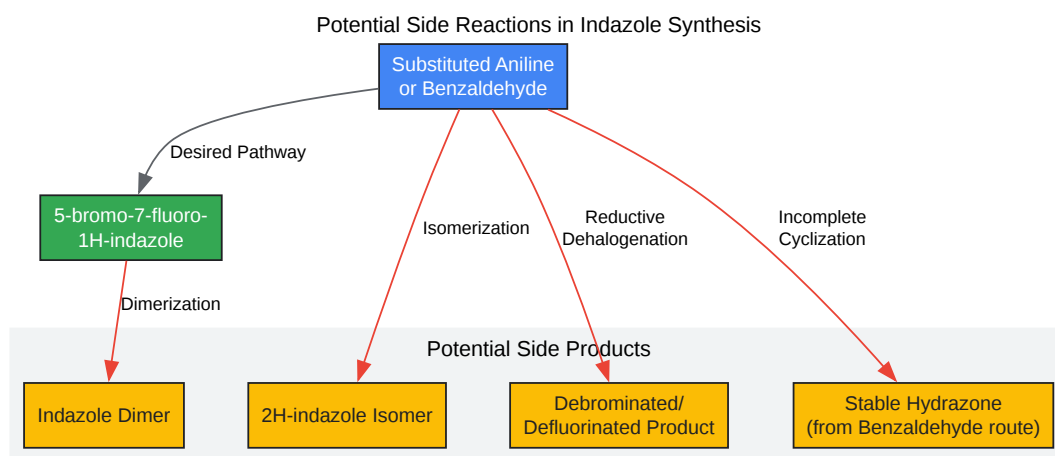 Potential Side Reactions in Indazole Synthesis
Substituted Aniline
or Benzaldehyde
Desired Pathway
5-bromo-7-fluoro-
1H-indazole
Isomerization
Reductive
Dehalogenation
Incomplete
Cyclization
Dimerization
Potential Side Products
Indazole Dimer
2H-indazole Isomer
Debrominated/
Defluorinated Product
Stable Hydrazone
(from Benzaldehyde route)